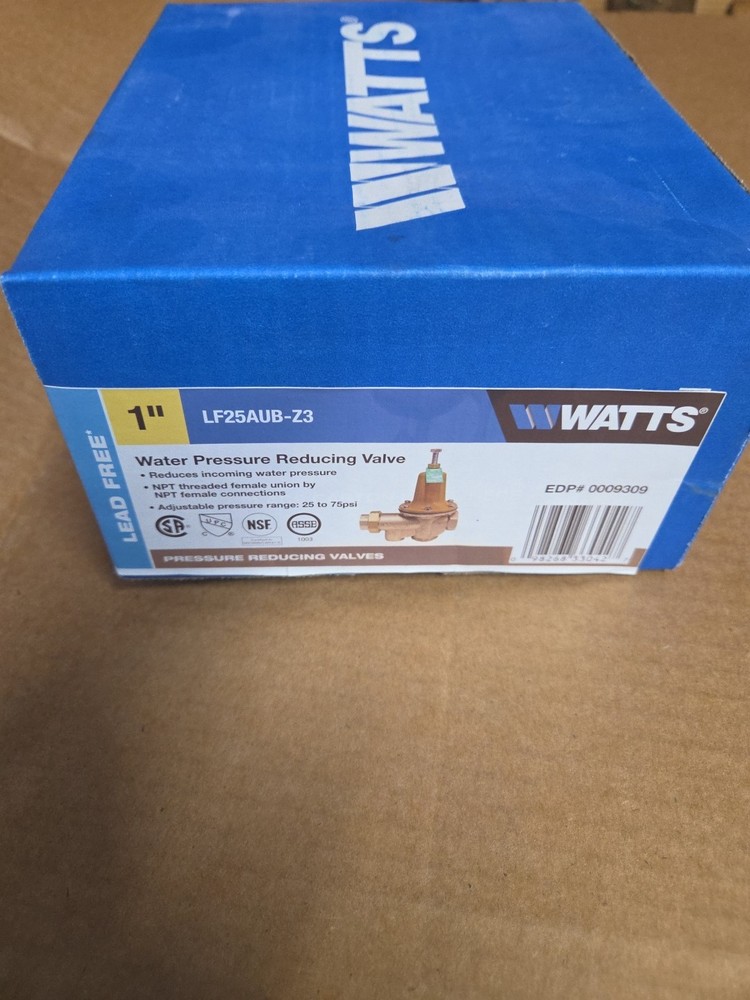 WATTS®
LEAD FREE*
1"
LF25AUB-Z3
WATTS®
Water Pressure Reducing Valve
• Reduces incoming water pressure
• NPT threaded female union by
NPT female connections
• Adjustable pressure range: 25 to 75psi
EDP# 0009309
UPC
NSF
ASSE
1003
PRESSURE REDUCING VALVES